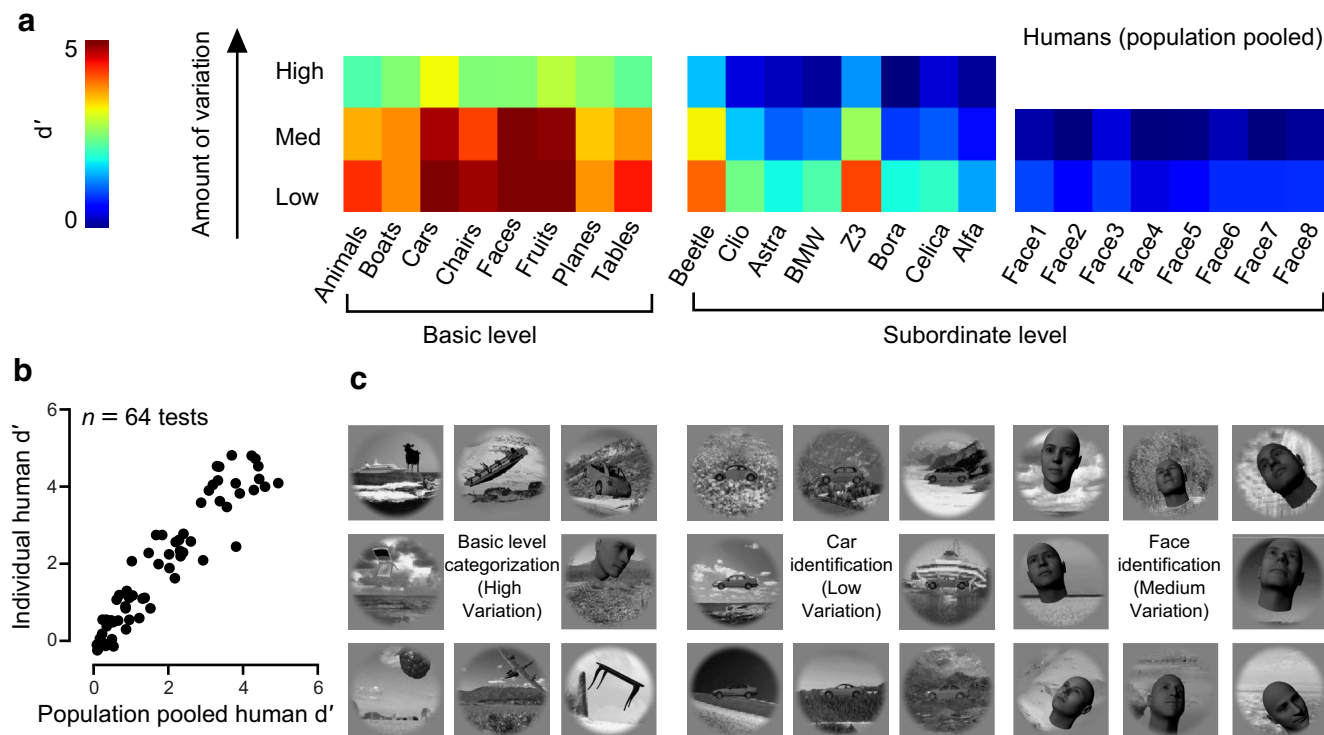 a
5
0
d′
Amount of variation
High
Med
Low
Humans (population pooled)
Animals
Boats
Cars
Chairs
Faces
Fruits
Planes
Tables
Beetle
Clio
Astra
BMW
Z3
Bora
Celica
Alfa
Face1
Face2
Face3
Face4
Face5
Face6
Face7
Face8
Basic level
Subordinate level
b
n = 64 tests
6
4
2
0
Individual human d′
0
2
4
6
Population pooled human d′
c
Basic level
categorization
(High
Variation)
Car
identification
(Low
Variation)
Face
identification
(Medium
Variation)